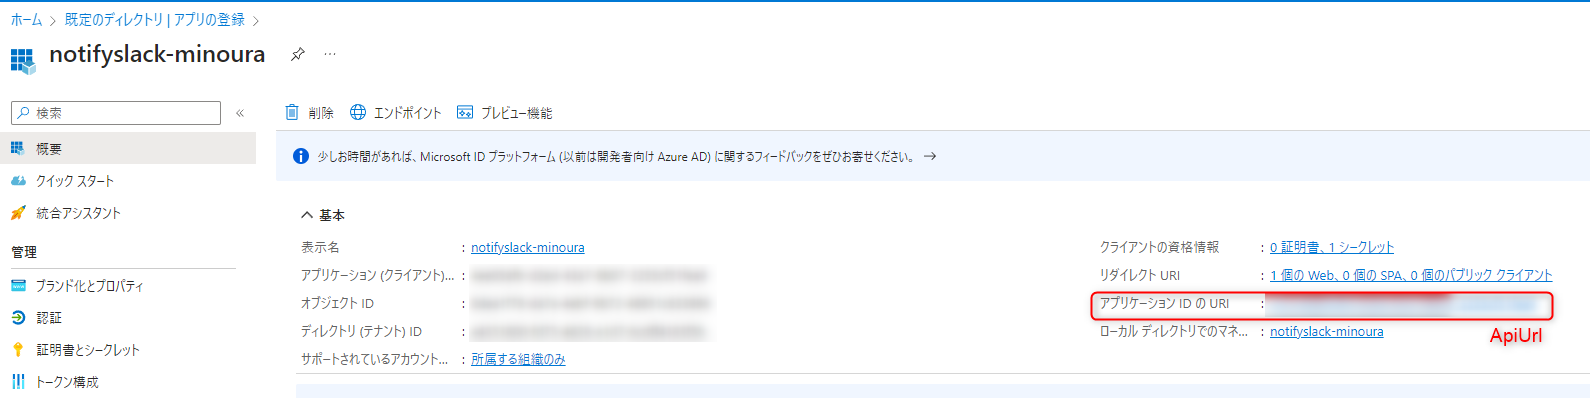 ホーム > 既定のディレクトリ | アプリの登録 >
notifyslack-minoura ...
検索 «
削除 エンドポイント プレビュー機能
概要
少しお時間があれば、Microsoft ID プラットフォーム (以前は開発者向け Azure AD) に関するフィードバックをぜひお寄せください。 →
クイック スタート
統合アシスタント
管理
ブランド化とプロパティ
認証
証明書とシークレット
トークン構成
基本
表示名 : notifyslack-minoura
アプリケーション (クライアント)... :
オブジェクト ID :
ディレクトリ (テナント) ID :
サポートされているアカウント... : 所属する組織のみ
クライアントの資格情報 : 0 証明書、1 シークレット
リダイレクト URI : 1 個の Web、0 個の SPA、0 個のパブリック クライアント
アプリケーション ID の URI :
ローカル ディレクトリでのマネ... : notifyslack-minoura
ApiUrl